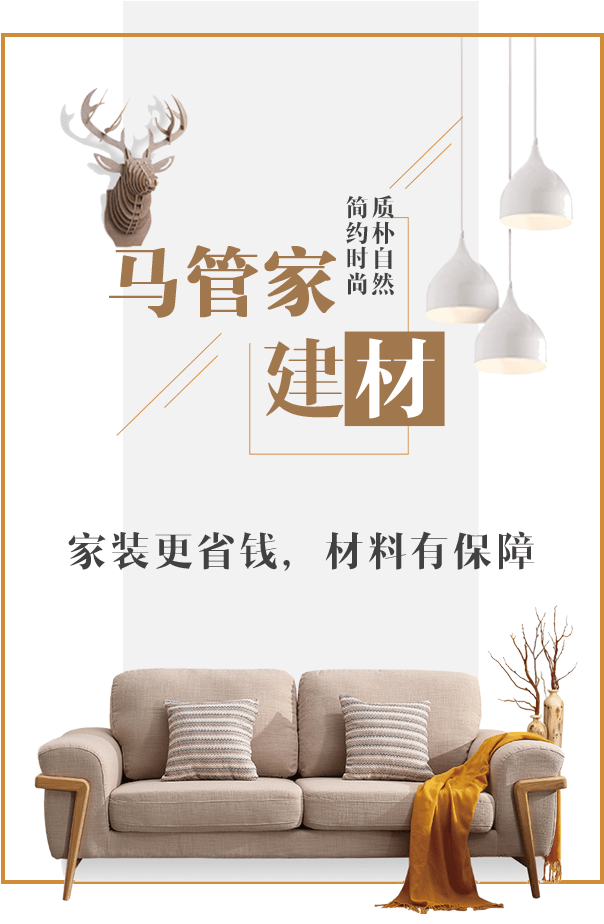 质朴自然
简约时尚
马管家
建材
家装更省钱，材料有保障